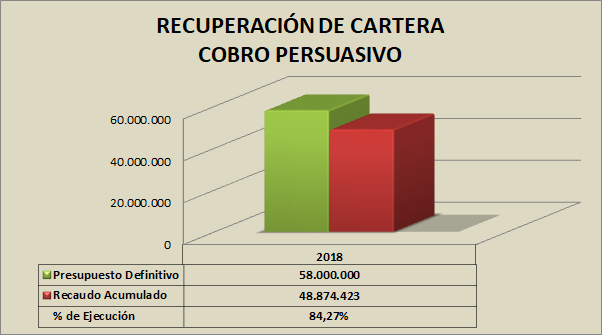 RECUPERACIÓN DE CARTERA
COBRO PERSUASIVO
60.000.000
40.000.000
20.000.000
0
2018
Presupuesto Definitivo 58.000.000
Recaudo Acumulado 48.874.423
% de Ejecución 84,27%